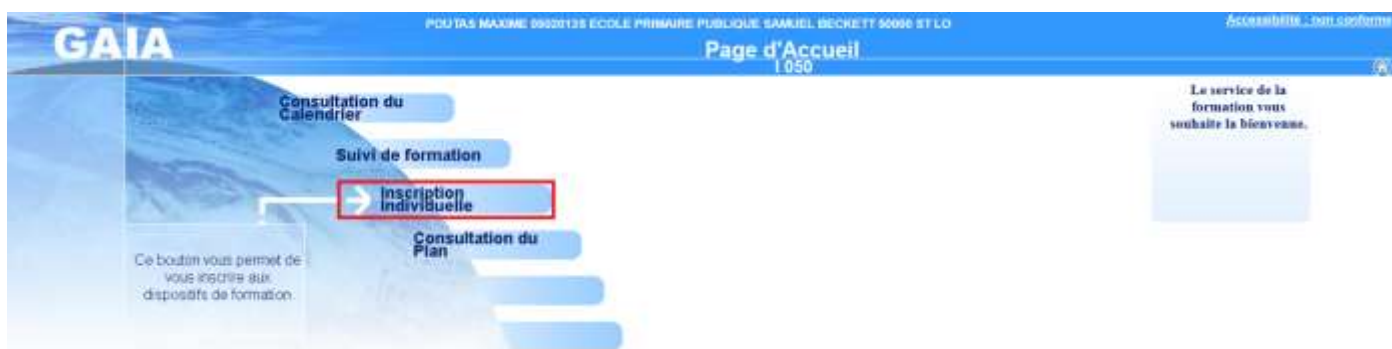 GAIA
POUTAS MAXIME ECOLE PRIMAIRE PUBLIQUE SAMUEL BECKETT ST LO
Accessibilité : non conforme
Page d'Accueil
I 050
Consultation du
Calendrier
Le service de la
formation vous
souhaite la bienvenue.
Suivi de formation
Inscription
Individuelle
Consultation du
Plan
Ce bouton vous permet de
vous inscrire aux
dispositifs de formation